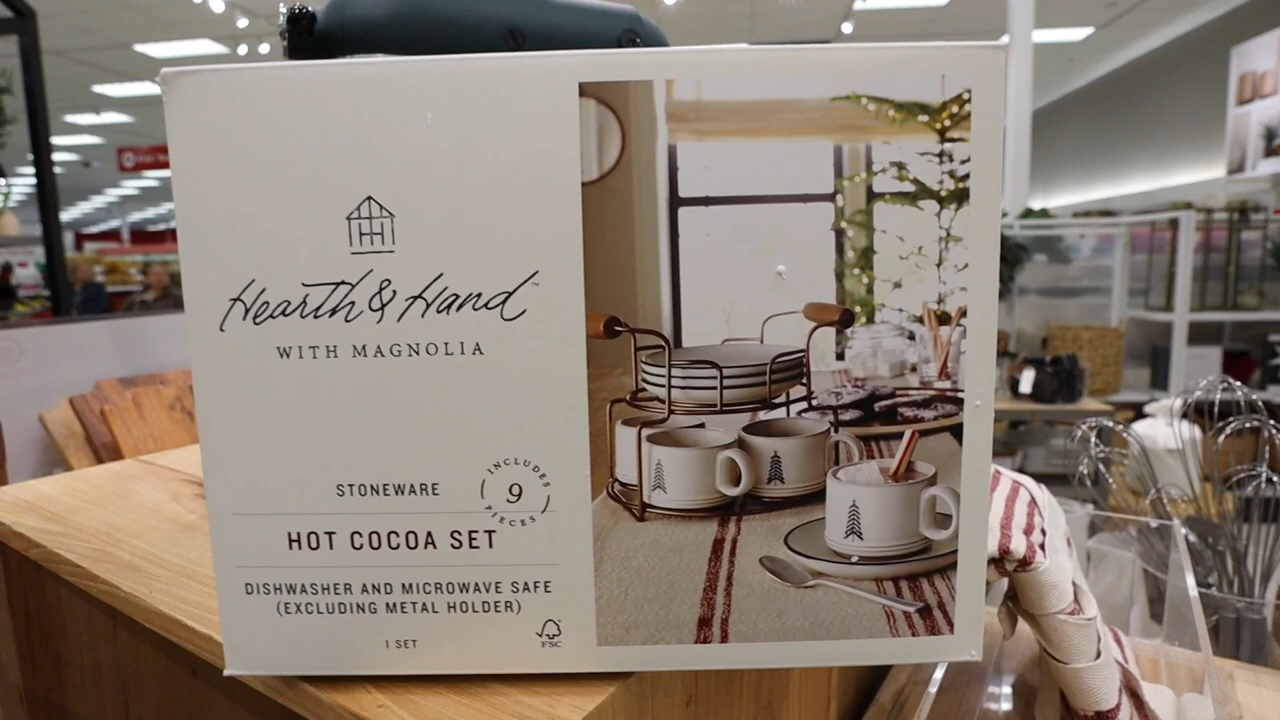 Hearth & Hand™
WITH MAGNOLIA
STONEWARE
INCLUDES
9
PIECES
HOT COCOA SET
DISHWASHER AND MICROWAVE SAFE
(EXCLUDING METAL HOLDER)
1 SET
FSC